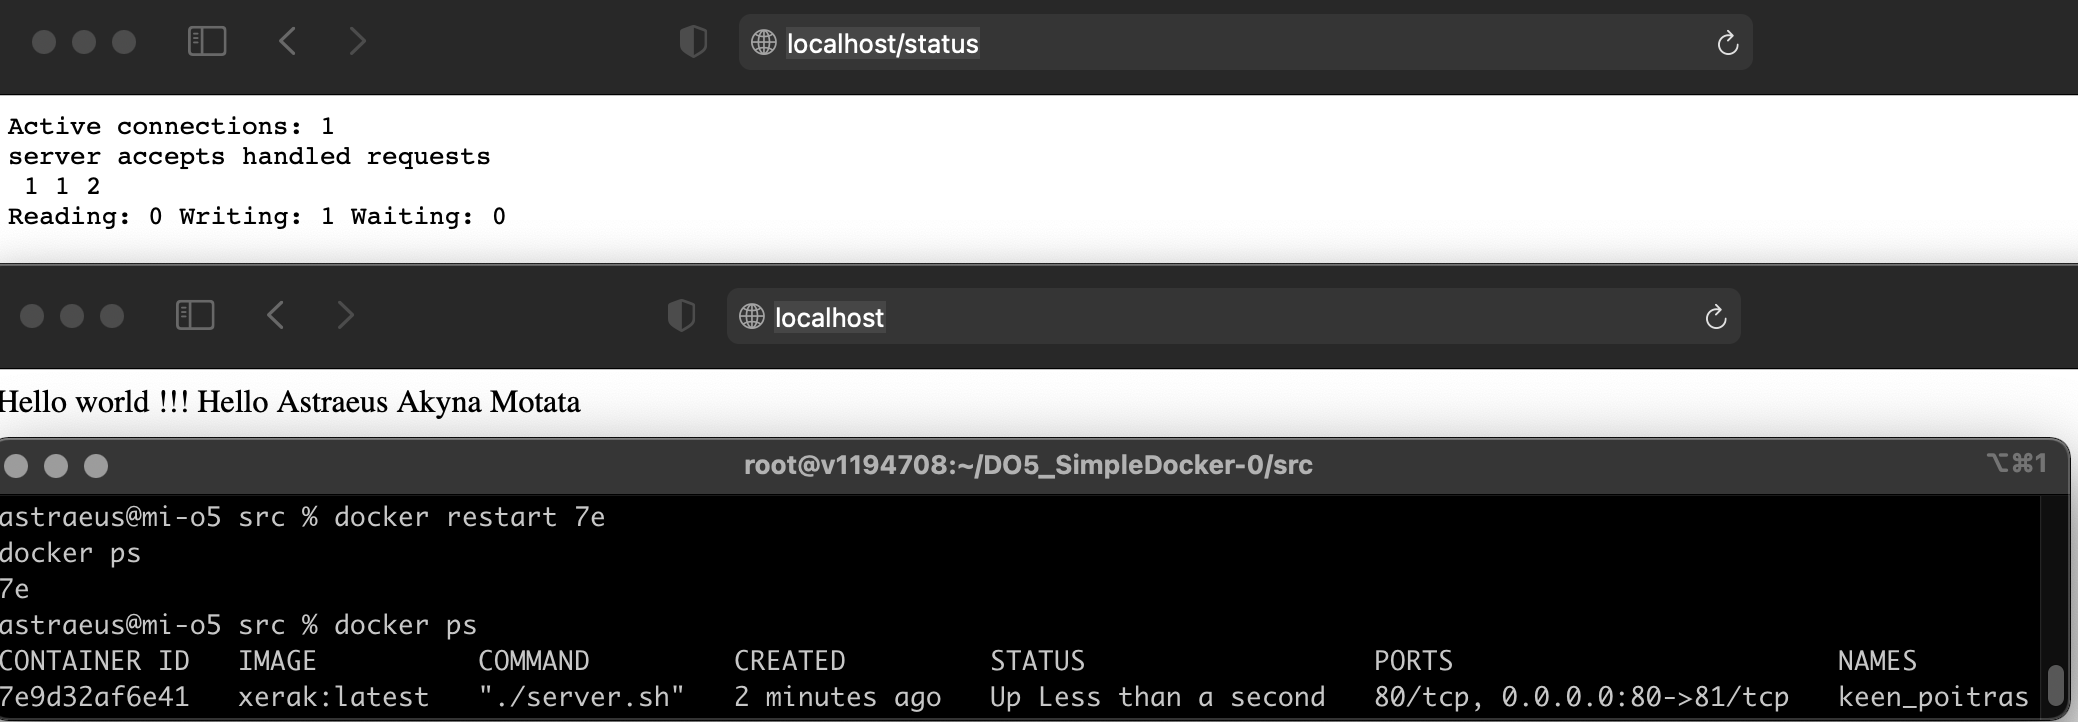 localhost/status
Active connections: 1
server accepts handled requests
1 1 2
Reading: 0 Writing: 1 Waiting: 0
localhost
Hello world !!! Hello Astraeus Akyna Motata
root@v1194708:~/DO5_SimpleDocker-0/src ⌥⌘1
astraeus@mi-o5 src % docker restart 7e
docker ps
7e
astraeus@mi-o5 src % docker ps
CONTAINER ID IMAGE COMMAND CREATED STATUS PORTS NAMES
7e9d32af6e41 xerak:latest "./server.sh" 2 minutes ago Up Less than a second 80/tcp, 0.0.0.0:80->81/tcp keen_poitras